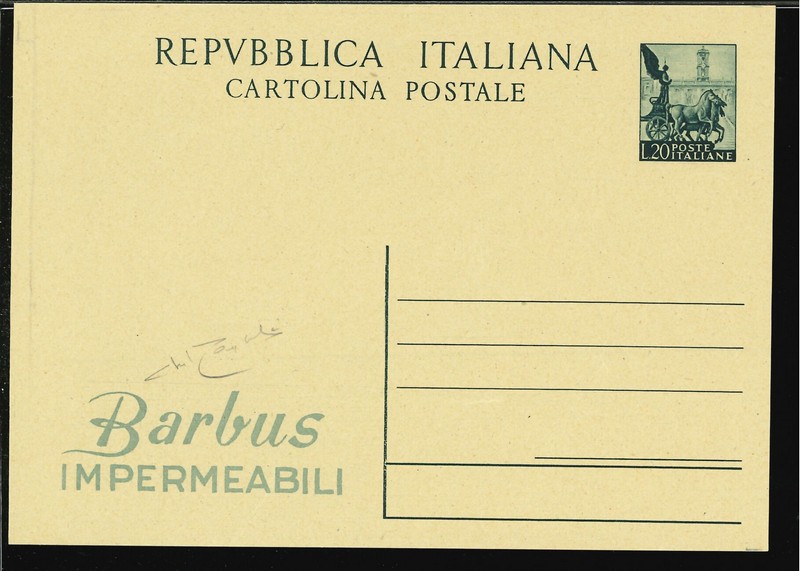 REPVBBLICA ITALIANA
CARTOLINA POSTALE
L.20 POSTE
ITALIANE
Barbus
IMPERMEABILI